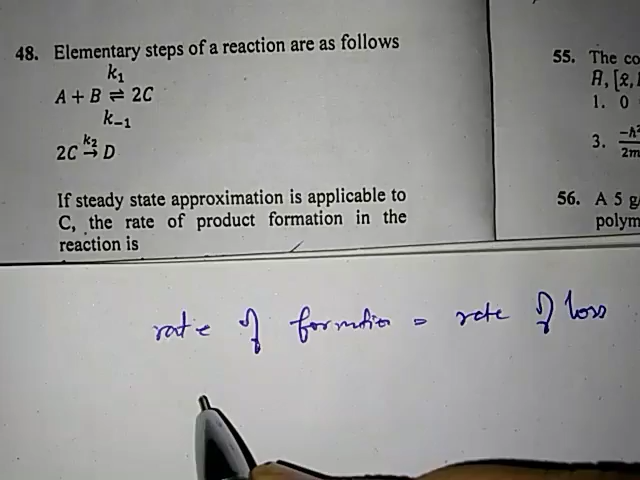 48. Elementary steps of a reaction are as follows
k₁
A + B ⇌ 2C
k₋₁
2C →k₂ D
If steady state approximation is applicable to
C, the rate of product formation in the
reaction is
55. The co
1. 0
3. −ℏ²
2m
56. A 5 g
polym
rate of formation = rate of loss